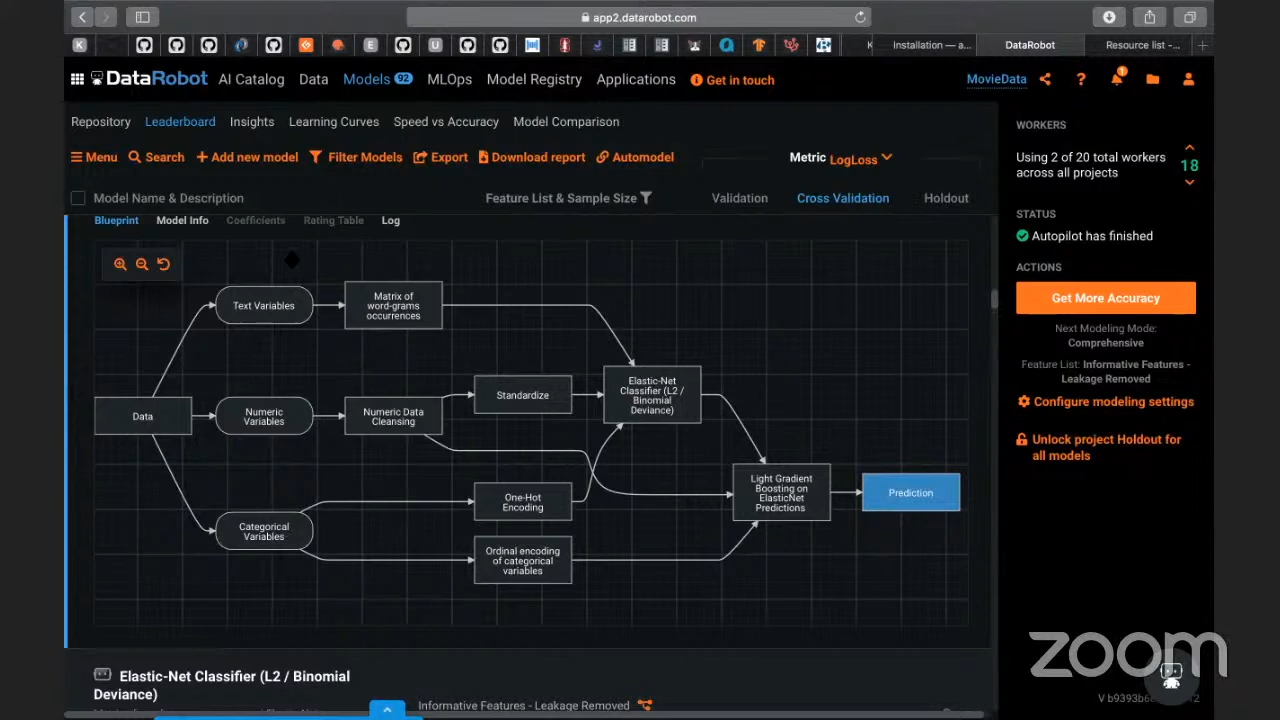 app2.datarobot.com
K
E
U
K
Installation — a...
DataRobot
Resource list -...
DataRobot
AI Catalog
Data
Models 92
MLOps
Model Registry
Applications
Get in touch
MovieData
?
1
Repository
Leaderboard
Insights
Learning Curves
Speed vs Accuracy
Model Comparison
Menu
Search
Add new model
Filter Models
Export
Download report
Automodel
Metric LogLoss
Model Name & Description
Feature List & Sample Size
Validation
Cross Validation
Holdout
Blueprint
Model Info
Coefficients
Rating Table
Log
Text Variables
Matrix of
word-grams
occurrences
Data
Numeric
Variables
Numeric Data
Cleansing
Standardize
Elastic-Net
Classifier (L2 /
Binomial
Deviance)
Categorical
Variables
One-Hot
Encoding
Ordinal encoding
of categorical
variables
Light Gradient
Boosting on
ElasticNet
Predictions
Prediction
Elastic-Net Classifier (L2 / Binomial
Deviance)
Informative Features - Leakage Removed
WORKERS
Using 2 of 20 total workers
across all projects
18
STATUS
Autopilot has finished
ACTIONS
Get More Accuracy
Next Modeling Mode:
Comprehensive
Feature List: Informative Features -
Leakage Removed
Configure modeling settings
Unlock project Holdout for
all models
zoom